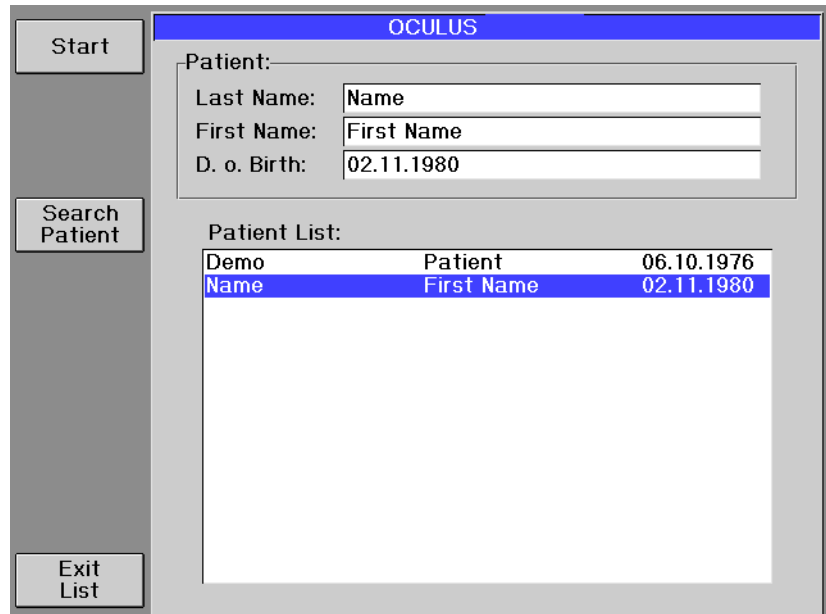 OCULUS
Start
Patient:
Last Name: Name
First Name: First Name
D. o. Birth: 02.11.1980
Search
Patient
Patient List:
Demo Patient 06.10.1976
Name First Name 02.11.1980
Exit
List